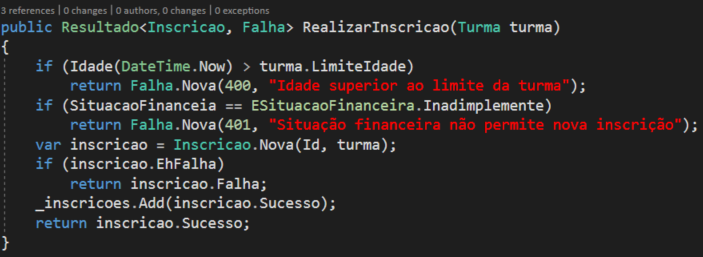 3 references | 0 changes | 0 authors, 0 changes | 0 exceptions
public Resultado<Inscricao, Falha> RealizarInscricao(Turma turma)
{
if (Idade(DateTime.Now) > turma.LimiteIdade)
return Falha.Nova(400, "Idade superior ao limite da turma");
if (SituacaoFinanceia == ESituacaoFinanceira.Inadimplente)
return Falha.Nova(401, "Situação financeira não permite nova inscrição");
var inscricao = Inscricao.Nova(Id, turma);
if (inscricao.EhFalha)
return inscricao.Falha;
_inscricoes.Add(inscricao.Sucesso);
return inscricao.Sucesso;
}